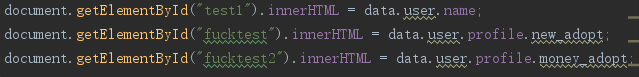 document.getElementById("test1").innerHTML = data.user.name;
document.getElementById("fucktest").innerHTML = data.user.profile.new_adopt;
document.getElementById("fucktest2").innerHTML = data.user.profile.money_adopt.